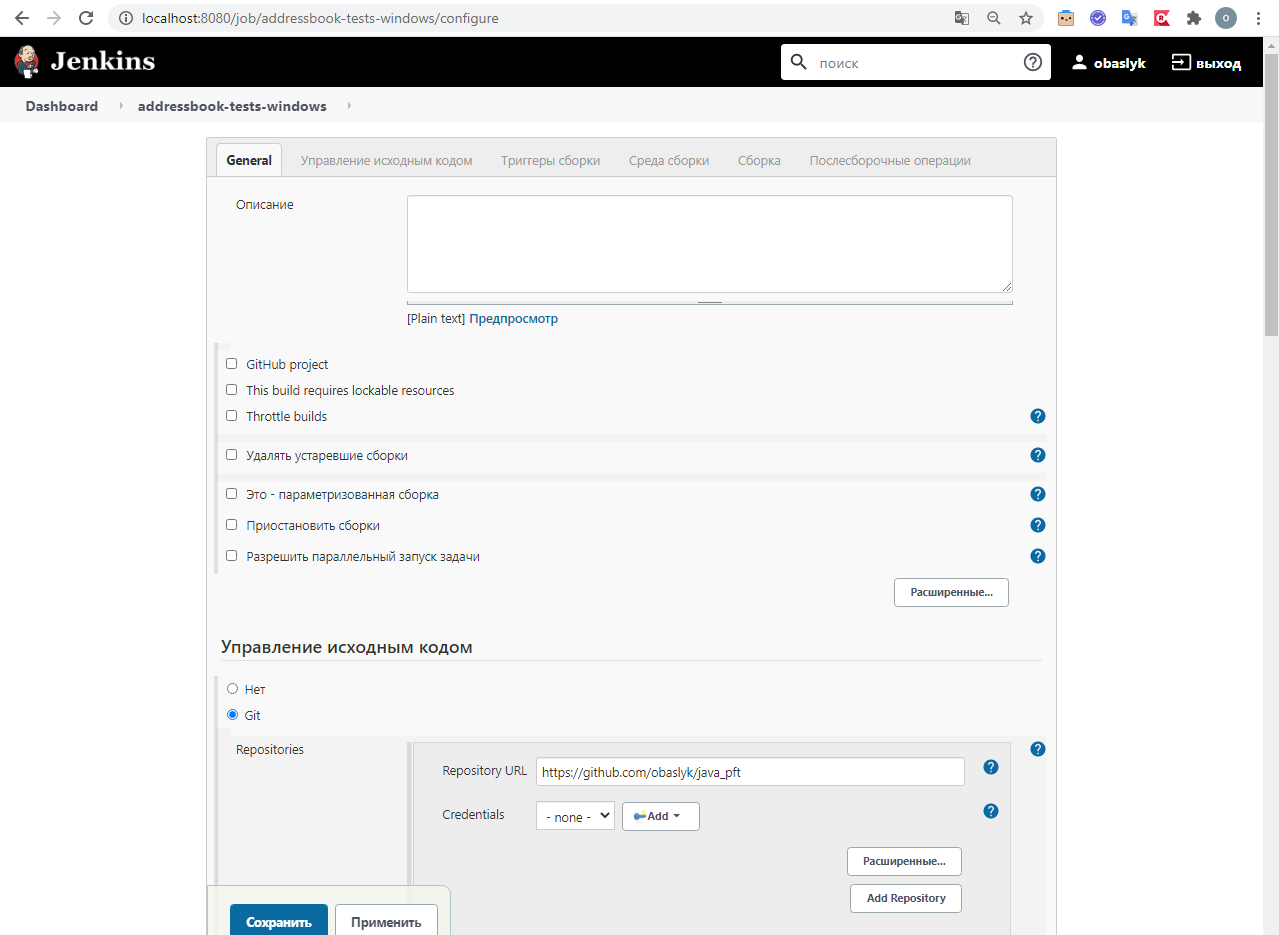 localhost:8080/job/addressbook-tests-windows/configure
O
Jenkins
поиск
obaslyk
выход
Dashboard
addressbook-tests-windows
General
Управление исходным кодом
Триггеры сборки
Среда сборки
Сборка
Послесборочные операции
Описание
[Plain text] Предпросмотр
GitHub project
This build requires lockable resources
Throttle builds
Удалять устаревшие сборки
Это - параметризованная сборка
Приостановить сборки
Разрешить параллельный запуск задачи
Расширенные...
Управление исходным кодом
Нет
Git
Repositories
Repository URL
https://github.com/obaslyk/java_pft
Credentials
- none -
Add
Расширенные...
Add Repository
Сохранить
Применить